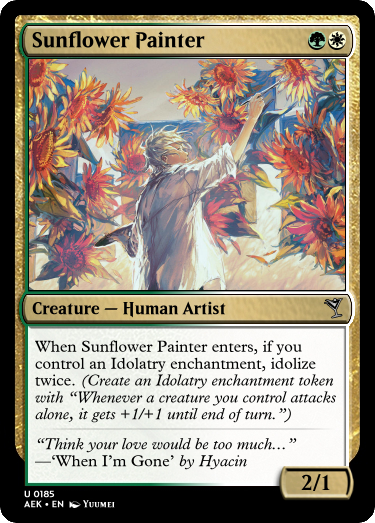 Sunflower Painter
Creature — Human Artist
When Sunflower Painter enters, if you
control an Idolatry enchantment, idolize
twice. (Create an Idolatry enchantment token
with “Whenever a creature you control attacks
alone, it gets +1/+1 until end of turn.”)
“Think your love would be too much…”
—‘When I’m Gone’ by Hyacin
2/1
U 0185
AEK • EN Yuumei